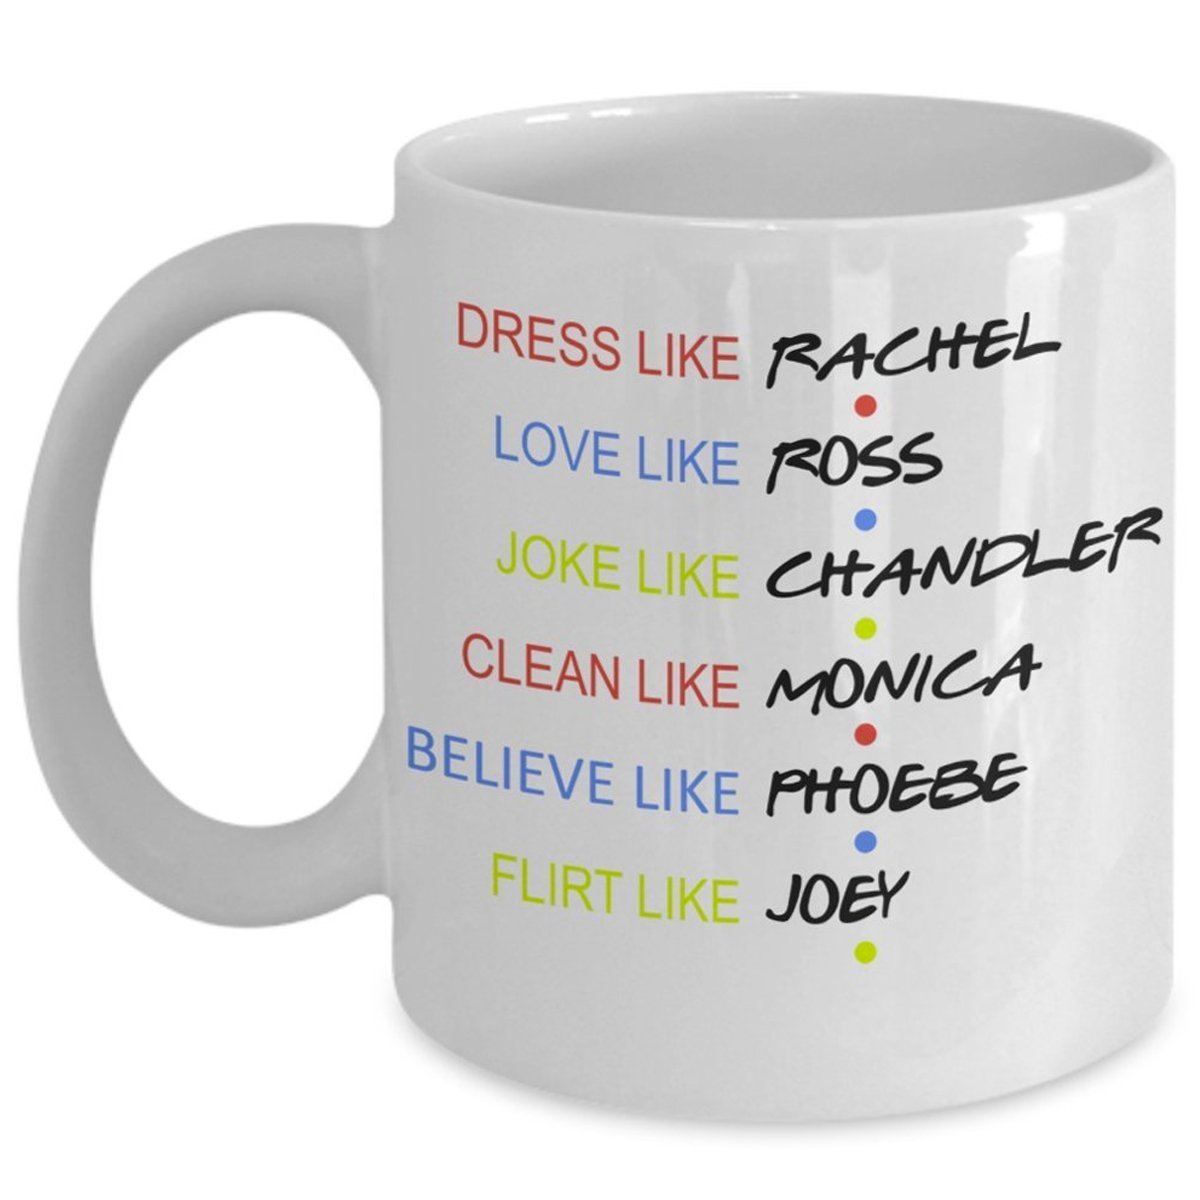 DRESS LIKE RACHEL
LOVE LIKE ROSS
JOKE LIKE CHANDLER
CLEAN LIKE MONICA
BELIEVE LIKE PHOEBE
FLIRT LIKE JOEY